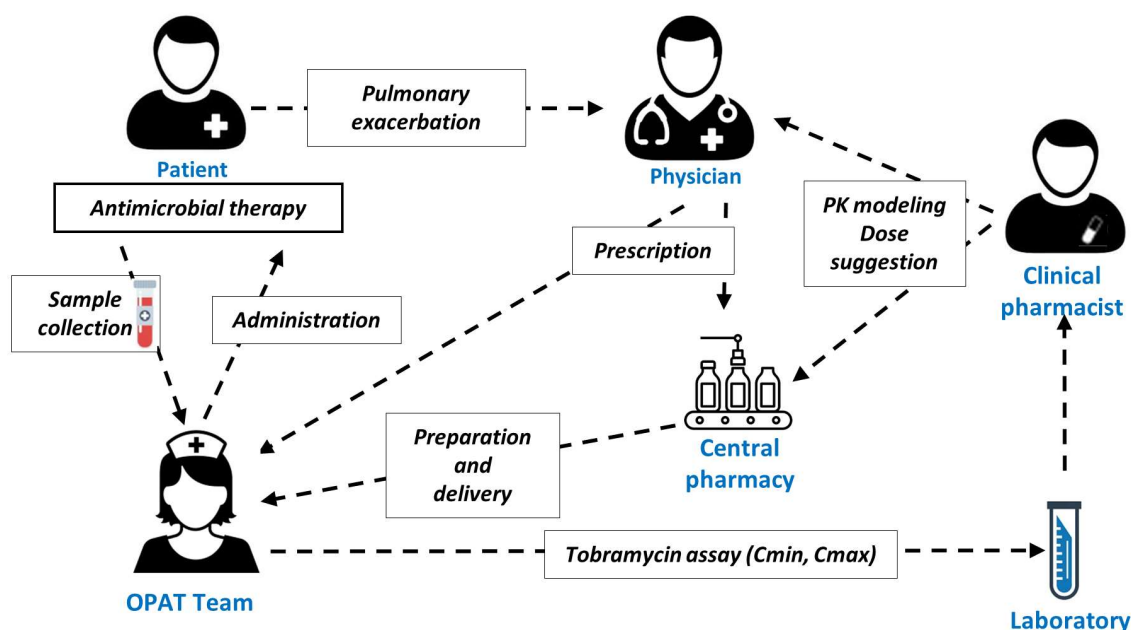 Pulmonary
exacerbation
Patient
Physician
Antimicrobial therapy
PK modeling
Dose
suggestion
Prescription
Clinical
pharmacist
Sample
collection
Administration
Preparation
and
delivery
Central
pharmacy
Tobramycin assay (Cmin, Cmax)
OPAT Team
Laboratory